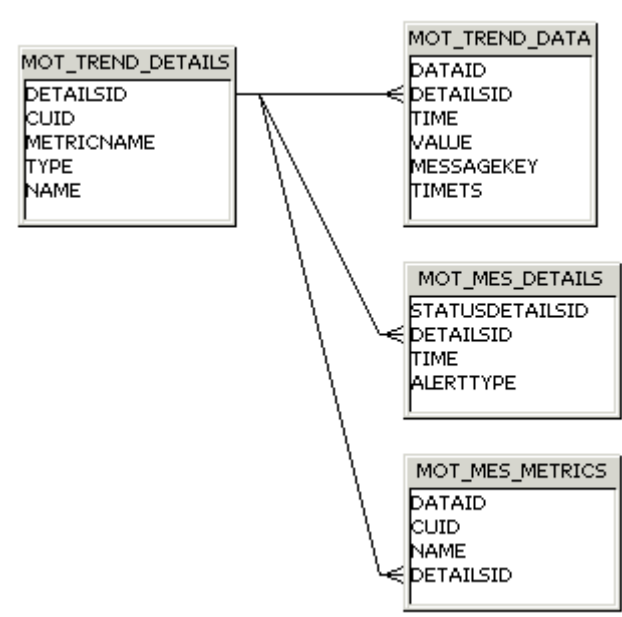 MOT_TREND_DETAILS
DETAILSID
CUID
METRICNAME
TYPE
NAME
MOT_TREND_DATA
DATAID
DETAILSID
TIME
VALUE
MESSAGEKEY
TIMETS
MOT_MES_DETAILS
STATUSDETAILSID
DETAILSID
TIME
ALERTTYPE
MOT_MES_METRICS
DATAID
CUID
NAME
DETAILSID